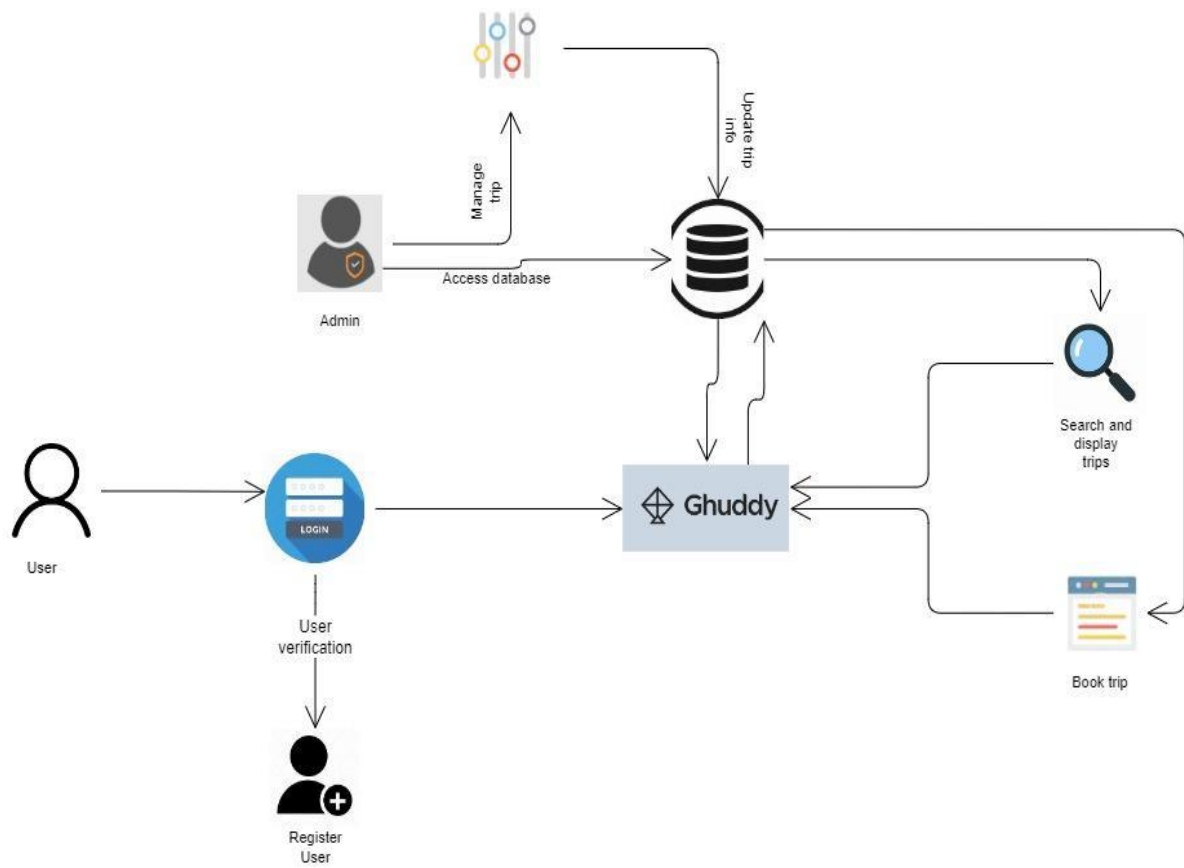 Update trip
info
Manage
trip
Access database
Admin
Search and
display
trips
Ghuddy
LOGIN
User
User
verification
Book trip
Register
User